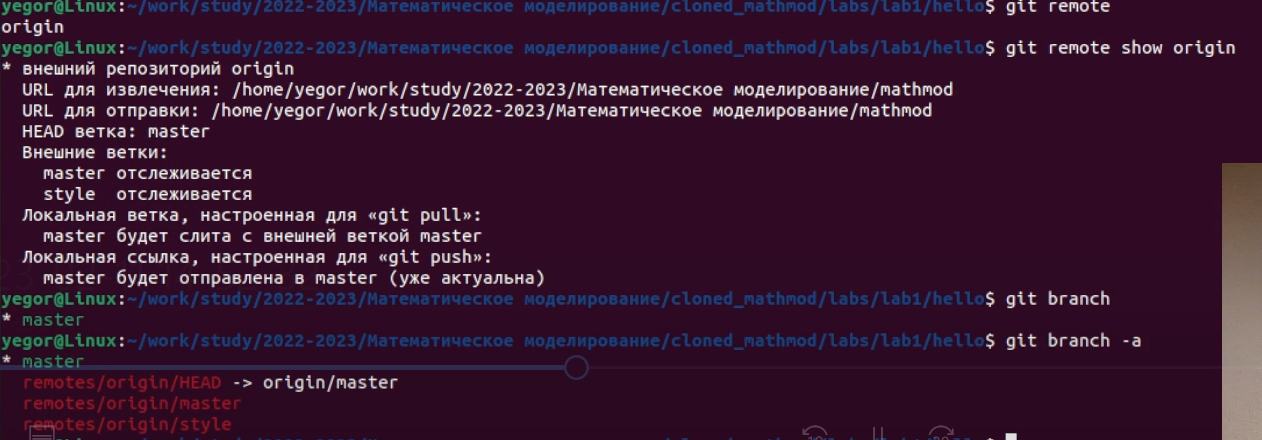 yegor@Linux:~/work/study/2022-2023/Математическое моделирование/cloned_mathmod/labs/lab1/hello$ git remote
origin
yegor@Linux:~/work/study/2022-2023/Математическое моделирование/cloned_mathmod/labs/lab1/hello$ git remote show origin
* внешний репозиторий origin
  URL для извлечения: /home/yegor/work/study/2022-2023/Математическое моделирование/mathmod
  URL для отправки: /home/yegor/work/study/2022-2023/Математическое моделирование/mathmod
  HEAD ветка: master
  Внешние ветки:
    master отслеживается
    style  отслеживается
  Локальная ветка, настроенная для «git pull»:
    master будет слита с внешней веткой master
  Локальная ссылка, настроенная для «git push»:
    master будет отправлена в master (уже актуальна)
yegor@Linux:~/work/study/2022-2023/Математическое моделирование/cloned_mathmod/labs/lab1/hello$ git branch
* master
yegor@Linux:~/work/study/2022-2023/Математическое моделирование/cloned_mathmod/labs/lab1/hello$ git branch -a
* master
  remotes/origin/HEAD -> origin/master
  remotes/origin/master
  remotes/origin/style